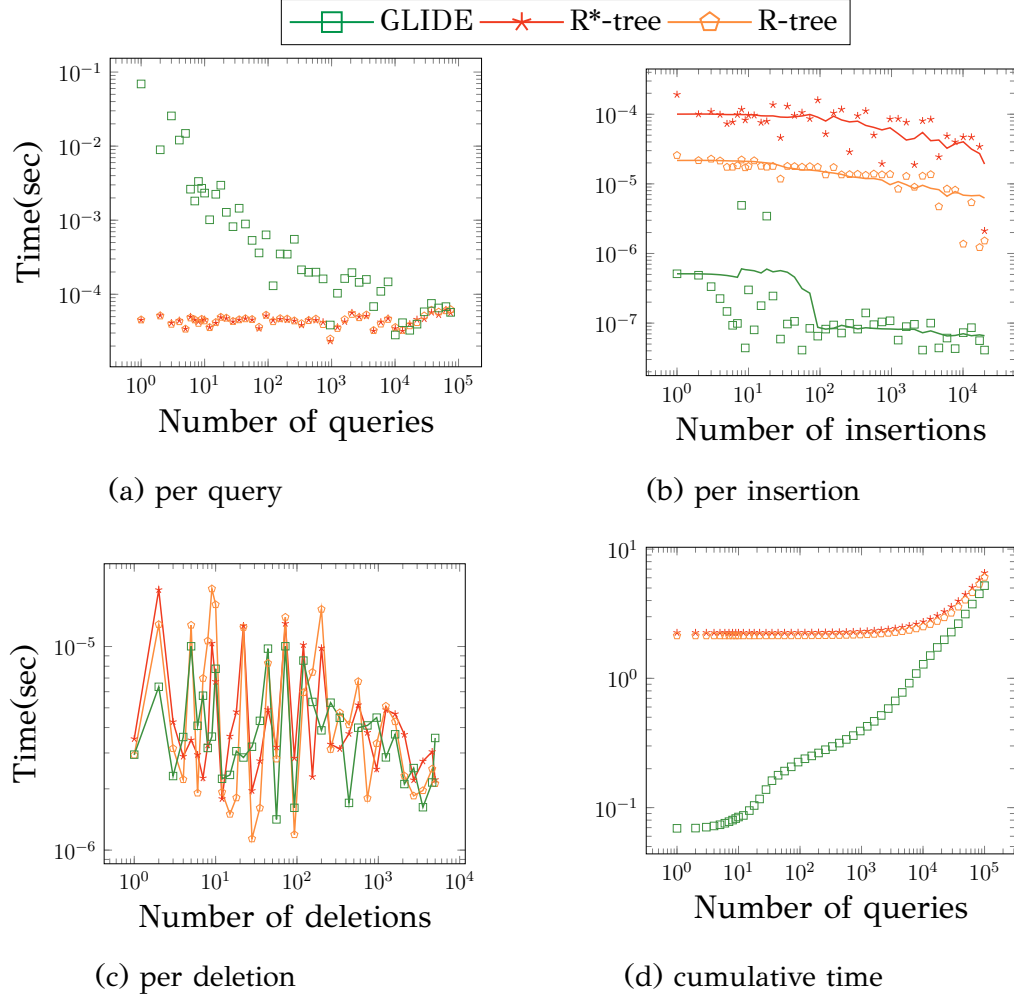 GLIDE R*-tree R-tree
Time(sec)
10^-1
10^-2
10^-3
10^-4
10^0 10^1 10^2 10^3 10^4 10^5
Number of queries
(a) per query
10^-4
10^-5
10^-6
10^-7
10^0 10^1 10^2 10^3 10^4
Number of insertions
(b) per insertion
Time(sec)
10^-5
10^-6
10^0 10^1 10^2 10^3 10^4
Number of deletions
(c) per deletion
10^1
10^0
10^-1
10^0 10^1 10^2 10^3 10^4 10^5
Number of queries
(d) cumulative time